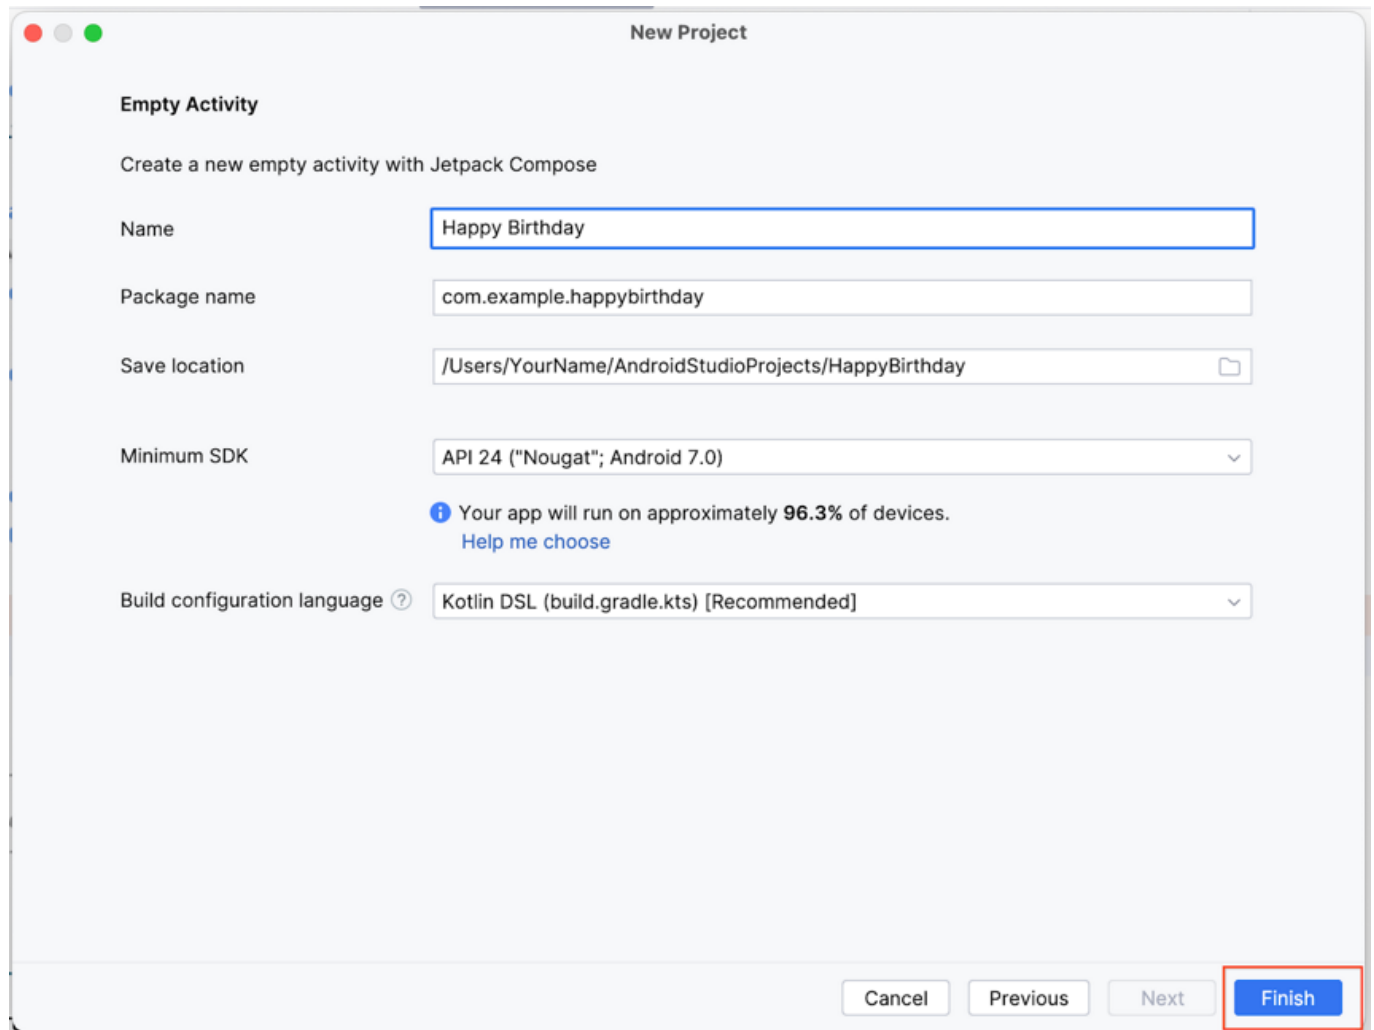 New Project
Empty Activity
Create a new empty activity with Jetpack Compose
Name
Happy Birthday
Package name
com.example.happybirthday
Save location
/Users/YourName/AndroidStudioProjects/HappyBirthday
Minimum SDK
API 24 ("Nougat"; Android 7.0)
Your app will run on approximately 96.3% of devices.
Help me choose
Build configuration language ?
Kotlin DSL (build.gradle.kts) [Recommended]
Cancel
Previous
Next
Finish